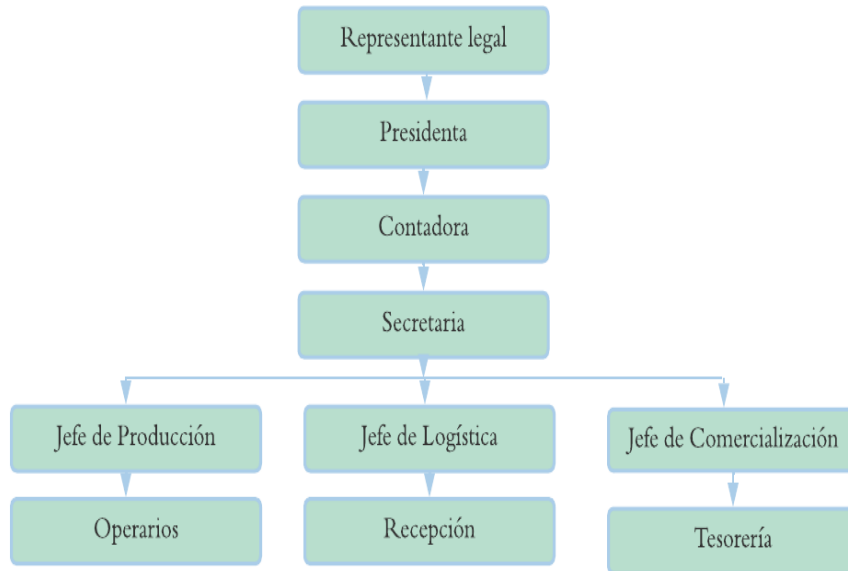 Representante legal
Presidenta
Contadora
Secretaria
Jefe de Producción
Jefe de Logística
Jefe de Comercialización
Operarios
Recepción
Tesorería